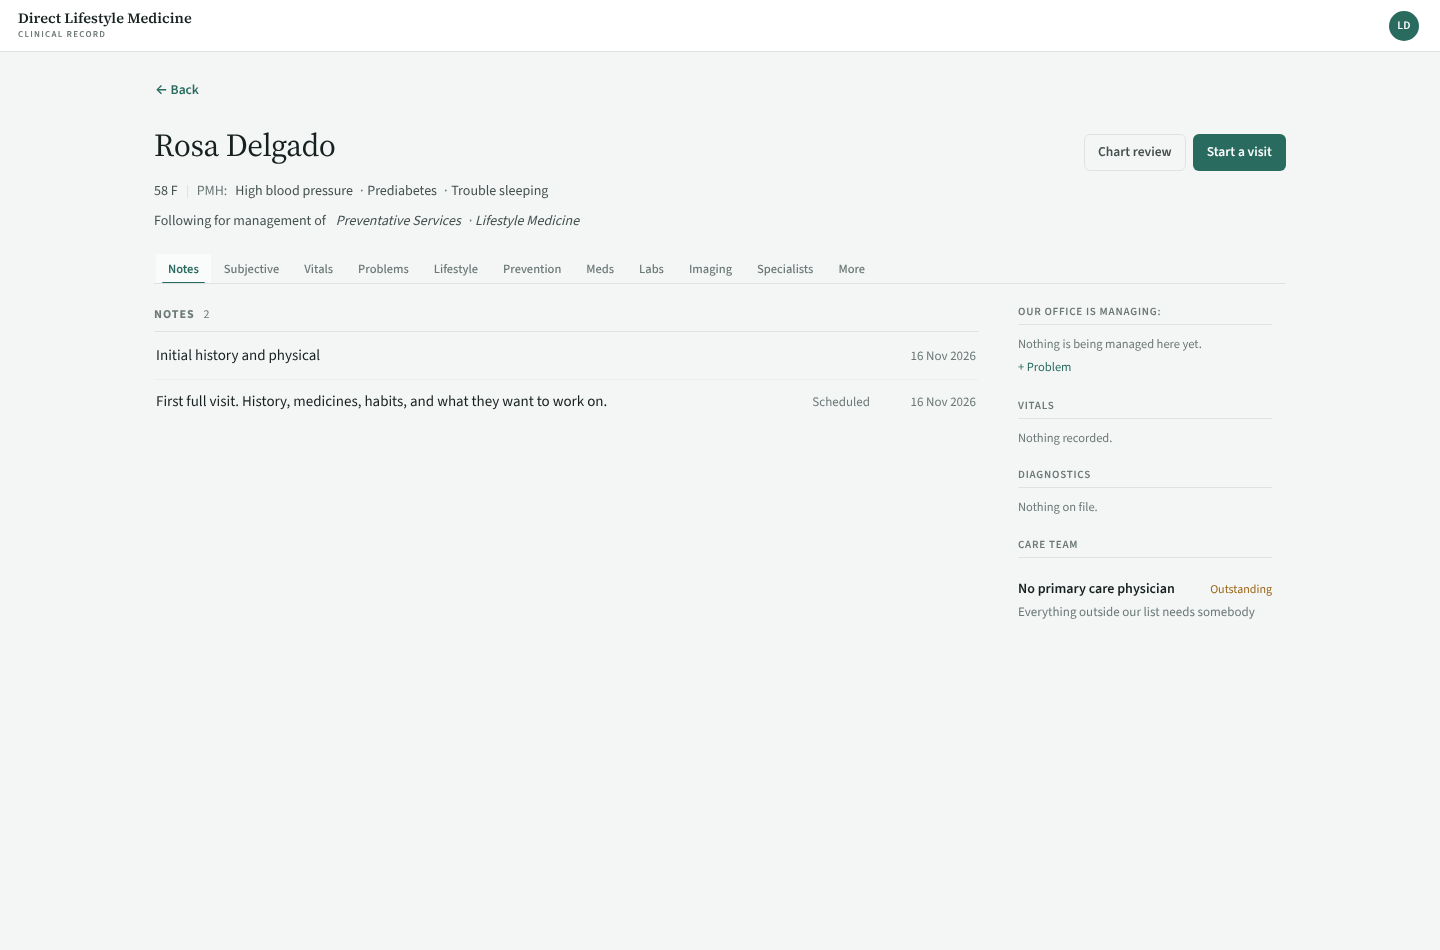 Direct Lifestyle Medicine
CLINICAL RECORD
LD
← Back
Rosa Delgado
Chart review
Start a visit
58 F | PMH: High blood pressure · Prediabetes · Trouble sleeping
Following for management of Preventative Services · Lifestyle Medicine
Notes Subjective Vitals Problems Lifestyle Prevention Meds Labs Imaging Specialists More
NOTES 2
Initial history and physical 16 Nov 2026
First full visit. History, medicines, habits, and what they want to work on. Scheduled 16 Nov 2026
OUR OFFICE IS MANAGING:
Nothing is being managed here yet.
+ Problem
VITALS
Nothing recorded.
DIAGNOSTICS
Nothing on file.
CARE TEAM
No primary care physician Outstanding
Everything outside our list needs somebody